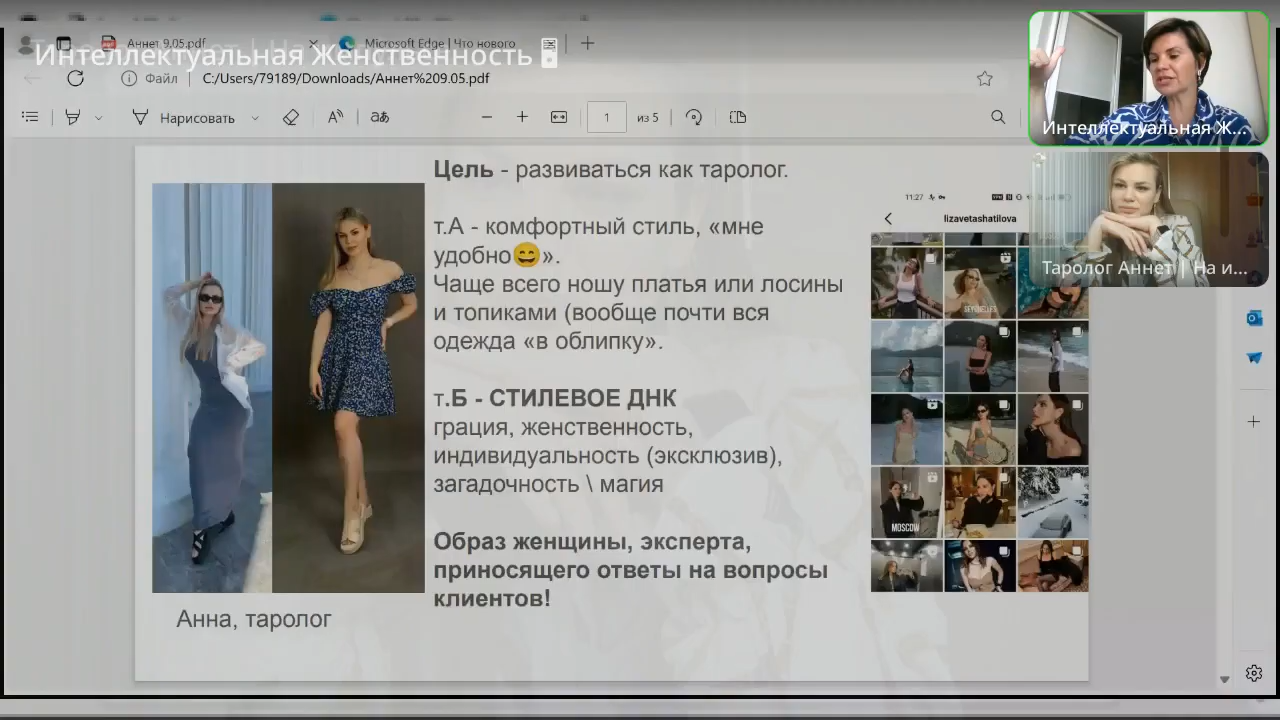 Аннет 9.05.pdf
Microsoft Edge | Что нового
Интеллектуальная Женственность
Файл
C:/Users/79189/Downloads/Аннет%209.05.pdf
Нарисовать
1
из 5
Интеллектуальная Ж...
Таролог Аннет | На и...
Цель - развиваться как таролог.
т.А - комфортный стиль, «мне
удобно😄».
Чаще всего ношу платья или лосины
и топиками (вообще почти вся
одежда «в облипку».
т.Б - СТИЛЕВОЕ ДНК
грация, женственность,
индивидуальность (эксклюзив),
загадочность \ магия
Образ женщины, эксперта,
приносящего ответы на вопросы
клиентов!
Анна, таролог
11:27
lizavetashatilova
SEYCHELLES
MOSCOW